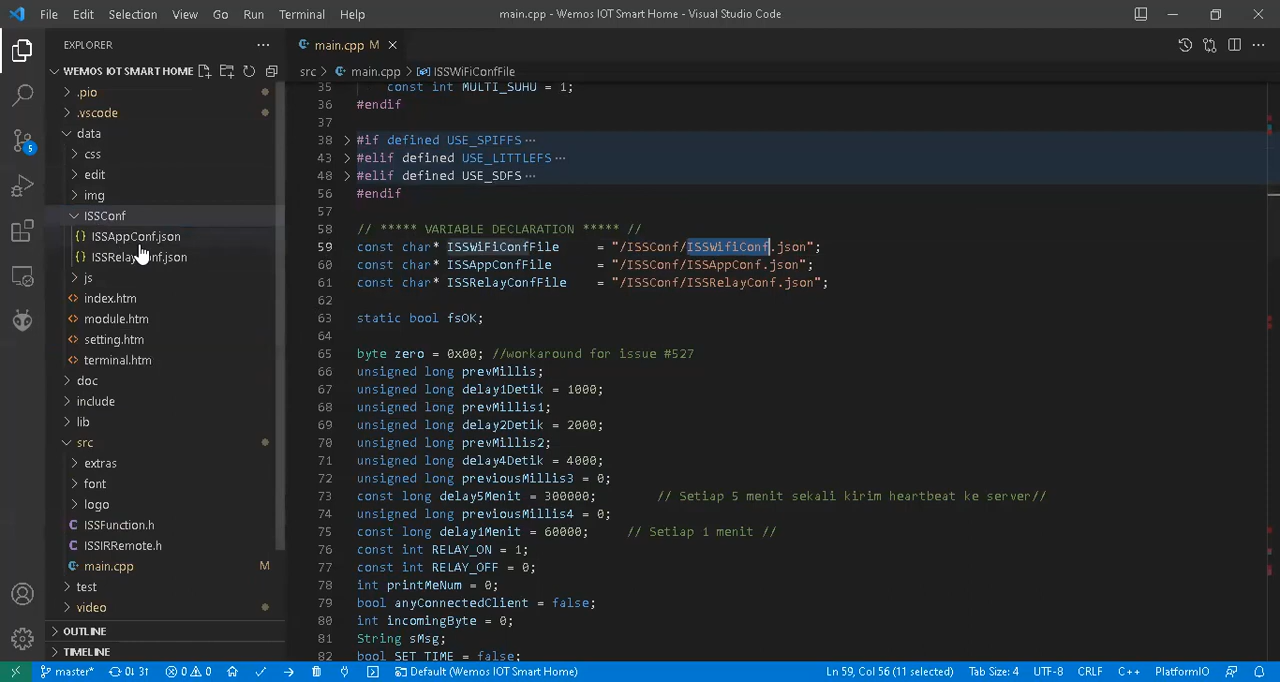 File Edit Selection View Go Run Terminal Help
main.cpp - Wemos IOT Smart Home - Visual Studio Code
EXPLORER
WEMOS IOT SMART HOME
.pio
.vscode
data
css
edit
img
ISSConf
{} ISSAppConf.json
{} ISSRelayConf.json
js
<> index.htm
<> module.htm
<> setting.htm
<> terminal.htm
doc
include
lib
src
extras
font
logo
C ISSFunction.h
C ISSIRRemote.h
main.cpp M
test
video
OUTLINE
TIMELINE
5
main.cpp M
src > main.cpp > ISSWiFiConfFile
35 const int MULTI_SUHU = 1;
36 #endif
37
38 #if defined USE_SPIFFS ···
43 #elif defined USE_LITTLEFS ···
48 #elif defined USE_SDFS ···
56 #endif
57
58 // ***** VARIABLE DECLARATION ***** //
59 const char* ISSWiFiConfFile = "/ISSConf/ISSWifiConf.json";
60 const char* ISSAppConfFile = "/ISSConf/ISSAppConf.json";
61 const char* ISSRelayConfFile = "/ISSConf/ISSRelayConf.json";
62
63 static bool fsOK;
64
65 byte zero = 0x00; //workaround for issue #527
66 unsigned long prevMillis;
67 unsigned long delay1Detik = 1000;
68 unsigned long prevMillis1;
69 unsigned long delay2Detik = 2000;
70 unsigned long prevMillis2;
71 unsigned long delay4Detik = 4000;
72 unsigned long previousMillis3 = 0;
73 const long delay5Menit = 300000; // Setiap 5 menit sekali kirim heartbeat ke server//
74 unsigned long previousMillis4 = 0;
75 const long delay1Menit = 60000; // Setiap 1 menit //
76 const int RELAY_ON = 1;
77 const int RELAY_OFF = 0;
78 int printMeNum = 0;
79 bool anyConnectedClient = false;
80 int incomingByte = 0;
81 String sMsg;
82 bool SET_TIME = false;
master* 0↓ 3↑ 0 0 Default (Wemos IOT Smart Home) Ln 59, Col 56 (11 selected) Tab Size: 4 UTF-8 CRLF C++ PlatformIO